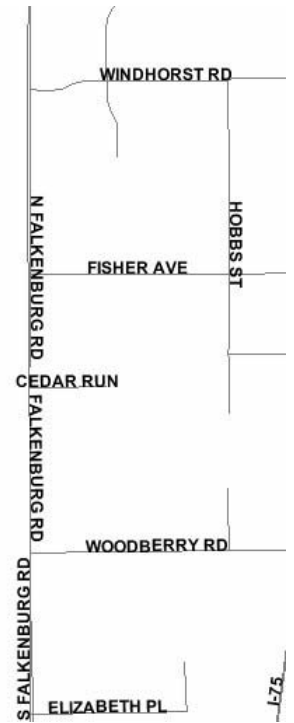 WINDHORST RD
N FALKENBURG RD
HOBBS ST
FISHER AVE
CEDAR RUN
FALKENBURG RD
WOODBERRY RD
S FALKENBURG RD
I-75
ELIZABETH PL